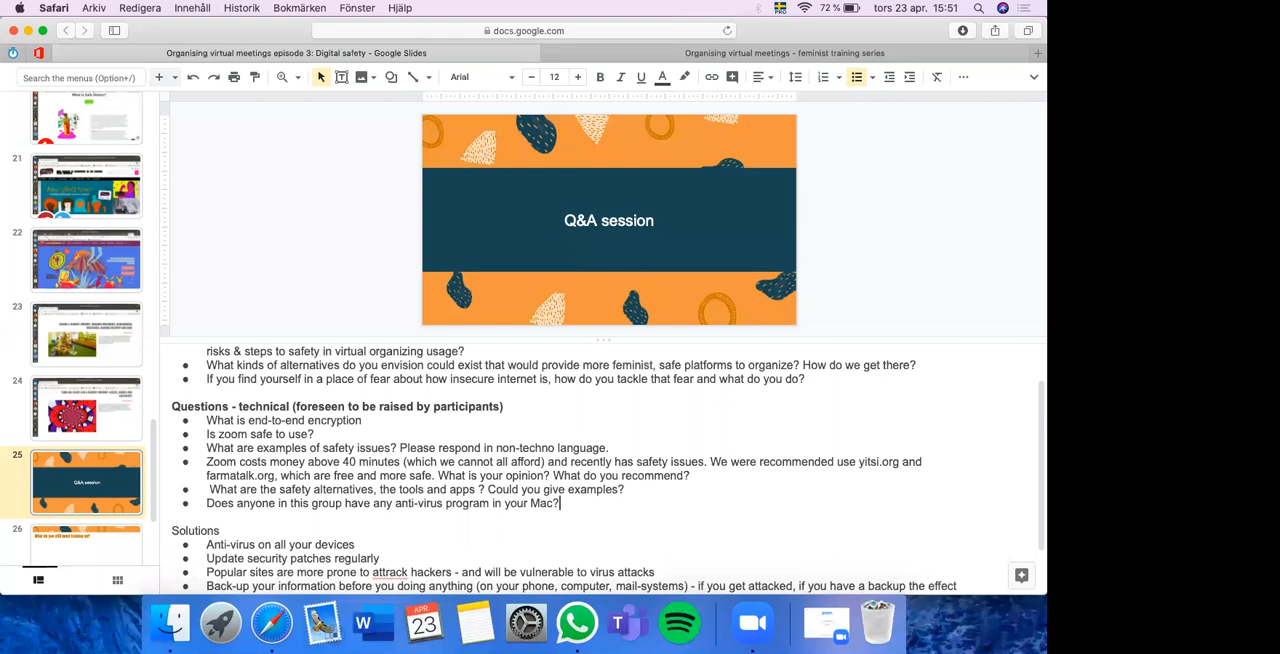 Safari Arkiv Redigera Innehåll Historik Bokmärken Fönster Hjälp
72 % tors 23 apr. 15:51
docs.google.com
Organising virtual meetings episode 3: Digital safety - Google Slides
Organising virtual meetings - feminist training series
Search the menus (Option+/)
Arial
12
21
22
23
24
25
Q&A session
26
What do you still need training on?
Q&A session
risks & steps to safety in virtual organizing usage?
● What kinds of alternatives do you envision could exist that would provide more feminist, safe platforms to organize? How do we get there?
● If you find yourself in a place of fear about how insecure internet is, how do you tackle that fear and what do you do?
Questions - technical (foreseen to be raised by participants)
● What is end-to-end encryption
● Is zoom safe to use?
● What are examples of safety issues? Please respond in non-techno language.
● Zoom costs money above 40 minutes (which we cannot all afford) and recently has safety issues. We were recommended use yitsi.org and
farmatalk.org, which are free and more safe. What is your opinion? What do you recommend?
● What are the safety alternatives, the tools and apps ? Could you give examples?
● Does anyone in this group have any anti-virus program in your Mac?
Solutions
● Anti-virus on all your devices
● Update security patches regularly
● Popular sites are more prone to attrack hackers - and will be vulnerable to virus attacks
● Back-up your information before you doing anything (on your phone, computer, mail-systems) - if you get attacked, if you have a backup the effect
APR
23